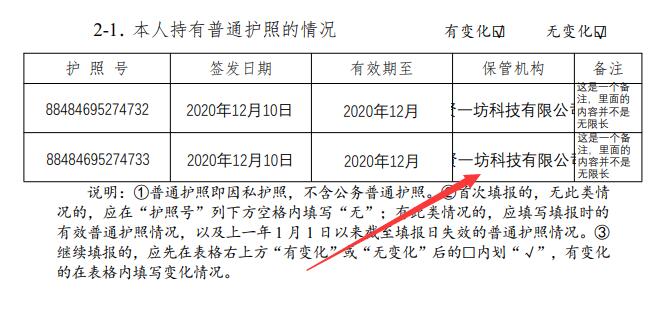 2-1. 本人持有普通护照的情况 有变化☑ 无变化☑
护 照 号 签发日期 有效期至 保管机构 备注
88484695274732 2020年12月10日 2020年12月 一坊科技有限公司 这是一个备注，里面的内容并不是无限长
88484695274733 2020年12月10日 2020年12月 一坊科技有限公司 这是一个备注，里面的内容并不是无限长
说明：①普通护照即因私护照，不含公务普通护照。②首次填报的，无此类情
况的，应在“护照号”列下方空格内填写“无”；有此类情况的，应填写填报时的
有效普通护照情况，以及上一年1月1日以来截至填报日失效的普通护照情况。③
继续填报的，应先在表格右上方“有变化”或“无变化”后的□内划“√”，有变化
的在表格内填写变化情况。